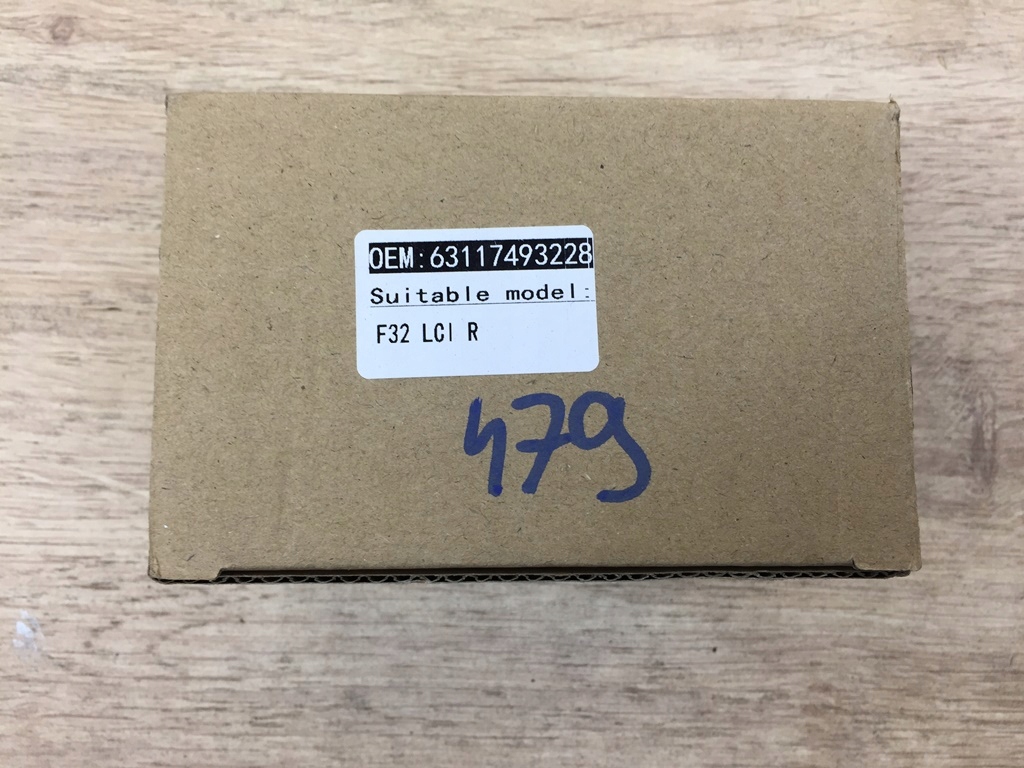 OEM:63117493228
Suitable model:
F32 LCI R
479